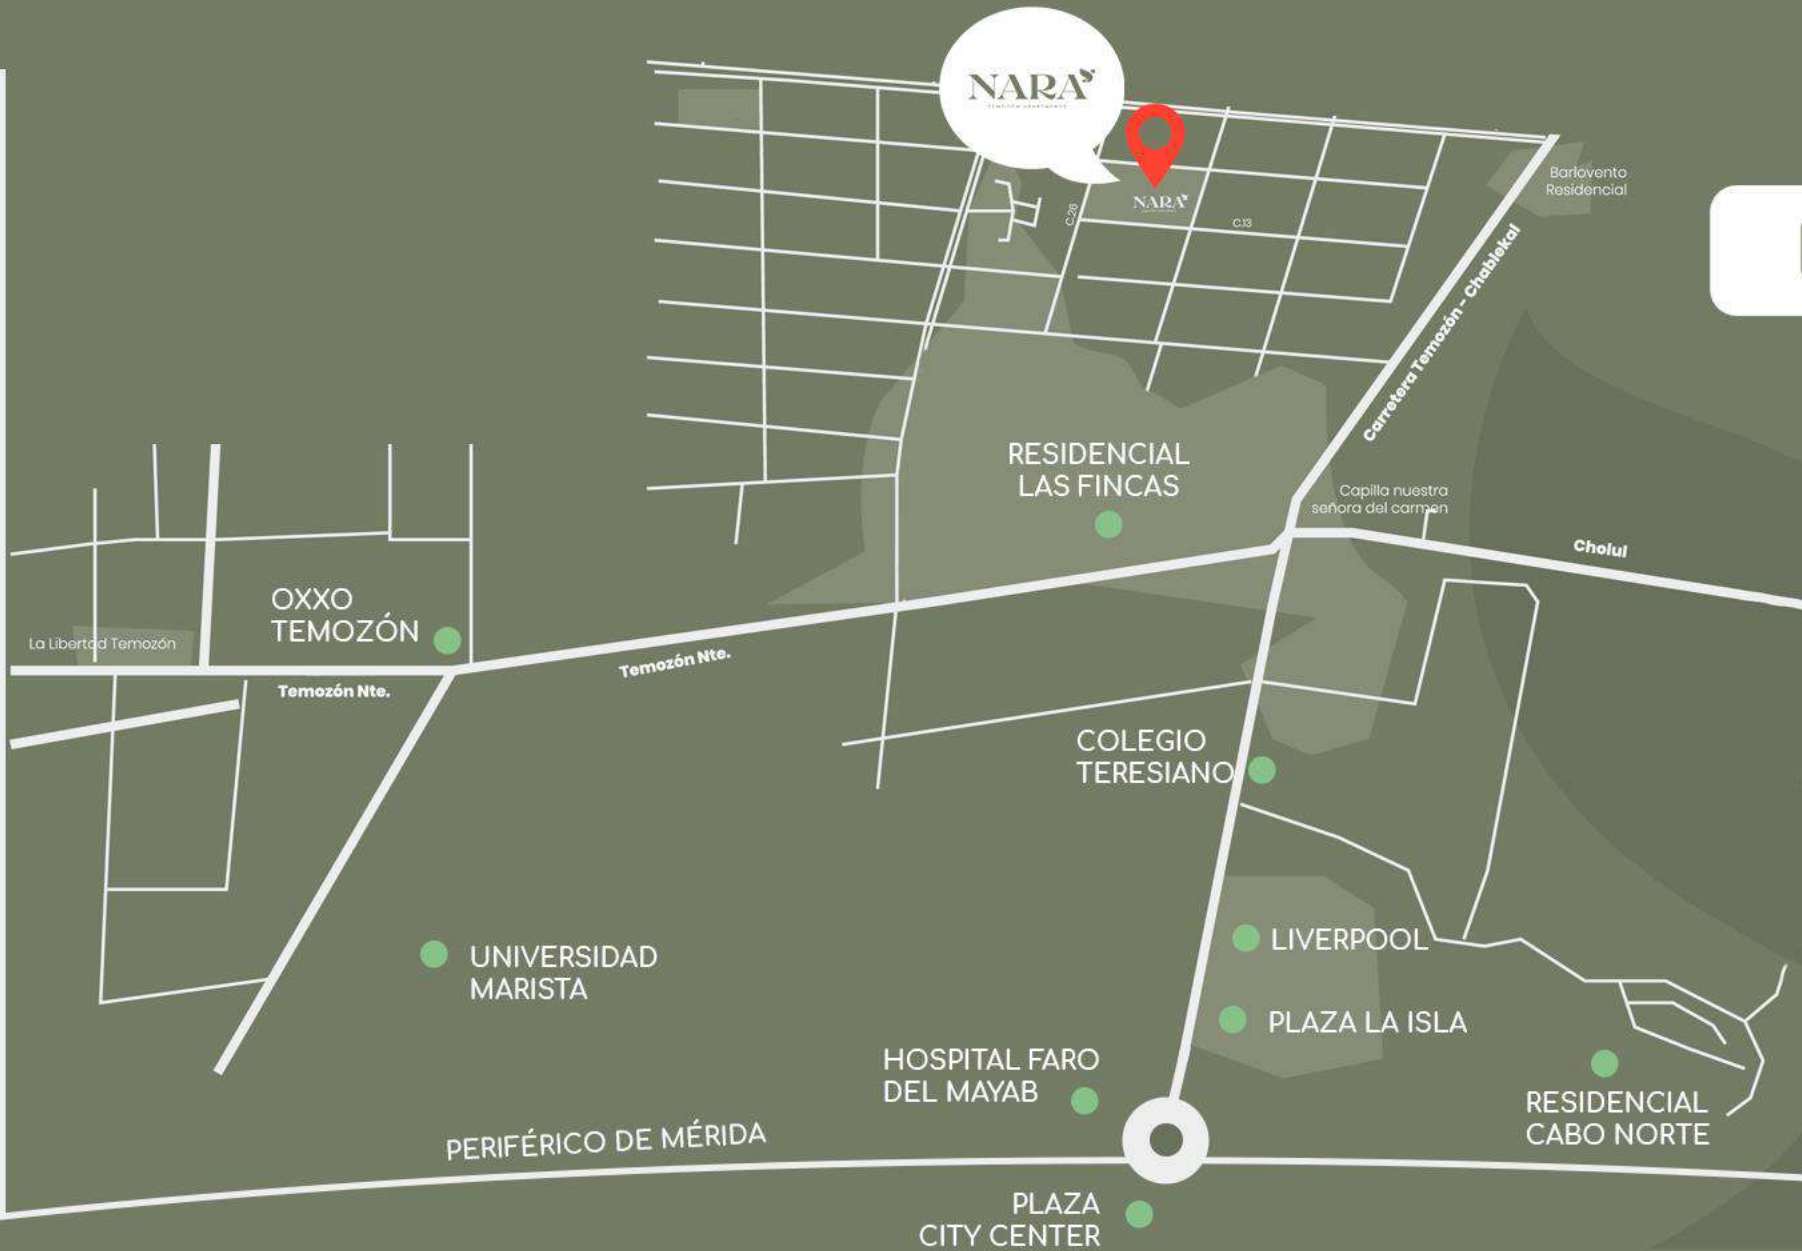 NARA
NARA
Barlovento
Residencial
C.26
C.13
Carretera Temozón - Chablekal
RESIDENCIAL
LAS FINCAS
Capilla nuestra
señora del carmen
Cholul
OXXO
TEMOZÓN
La Libertad Temozón
Temozón Nte.
Temozón Nte.
COLEGIO
TERESIANO
UNIVERSIDAD
MARISTA
LIVERPOOL
PLAZA LA ISLA
HOSPITAL FARO
DEL MAYAB
RESIDENCIAL
CABO NORTE
PERIFÉRICO DE MÉRIDA
PLAZA
CITY CENTER